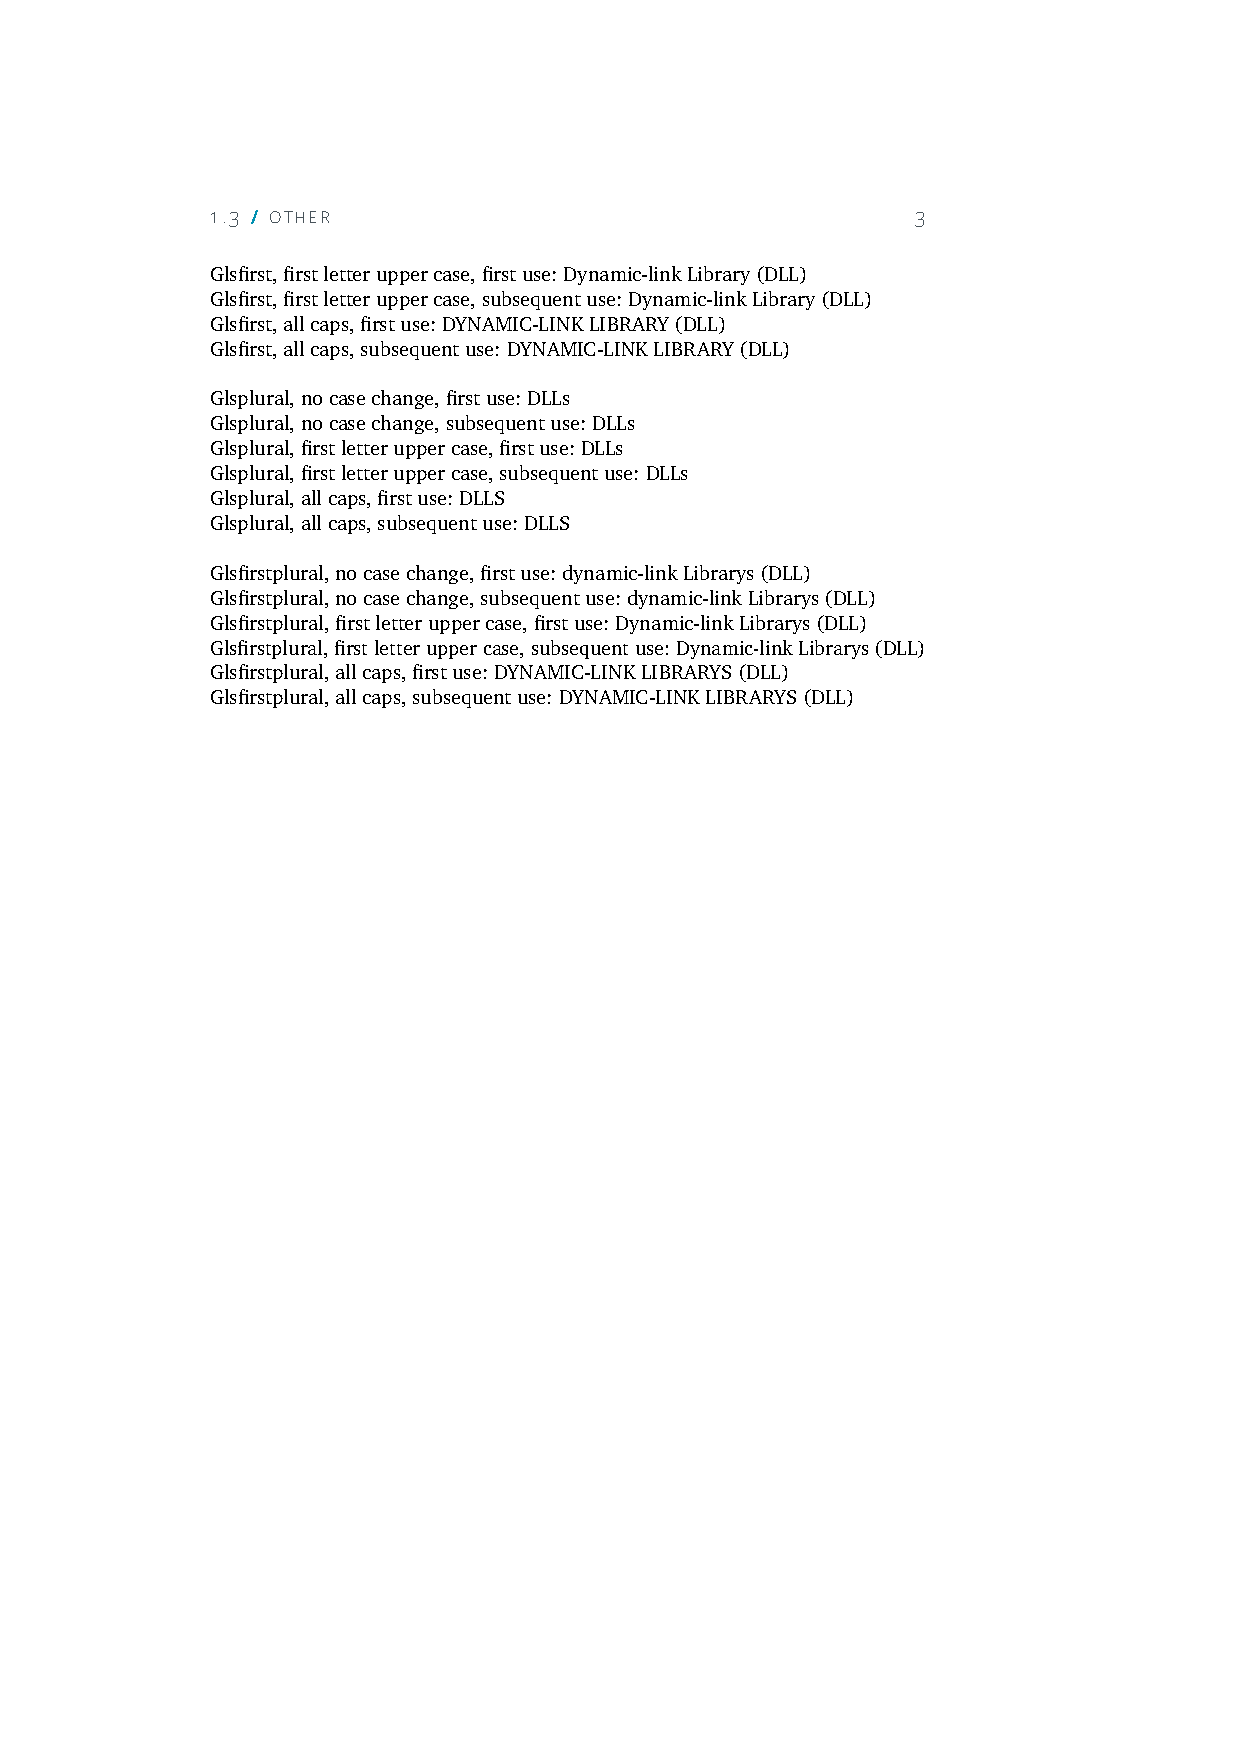 1.3 / OTHER 3
Glsfirst, first letter upper case, first use: Dynamic-link Library (DLL)
Glsfirst, first letter upper case, subsequent use: Dynamic-link Library (DLL)
Glsfirst, all caps, first use: DYNAMIC-LINK LIBRARY (DLL)
Glsfirst, all caps, subsequent use: DYNAMIC-LINK LIBRARY (DLL)
Glsplural, no case change, first use: DLLs
Glsplural, no case change, subsequent use: DLLs
Glsplural, first letter upper case, first use: DLLs
Glsplural, first letter upper case, subsequent use: DLLs
Glsplural, all caps, first use: DLLS
Glsplural, all caps, subsequent use: DLLS
Glsfirstplural, no case change, first use: dynamic-link Librarys (DLL)
Glsfirstplural, no case change, subsequent use: dynamic-link Librarys (DLL)
Glsfirstplural, first letter upper case, first use: Dynamic-link Librarys (DLL)
Glsfirstplural, first letter upper case, subsequent use: Dynamic-link Librarys (DLL)
Glsfirstplural, all caps, first use: DYNAMIC-LINK LIBRARYS (DLL)
Glsfirstplural, all caps, subsequent use: DYNAMIC-LINK LIBRARYS (DLL)